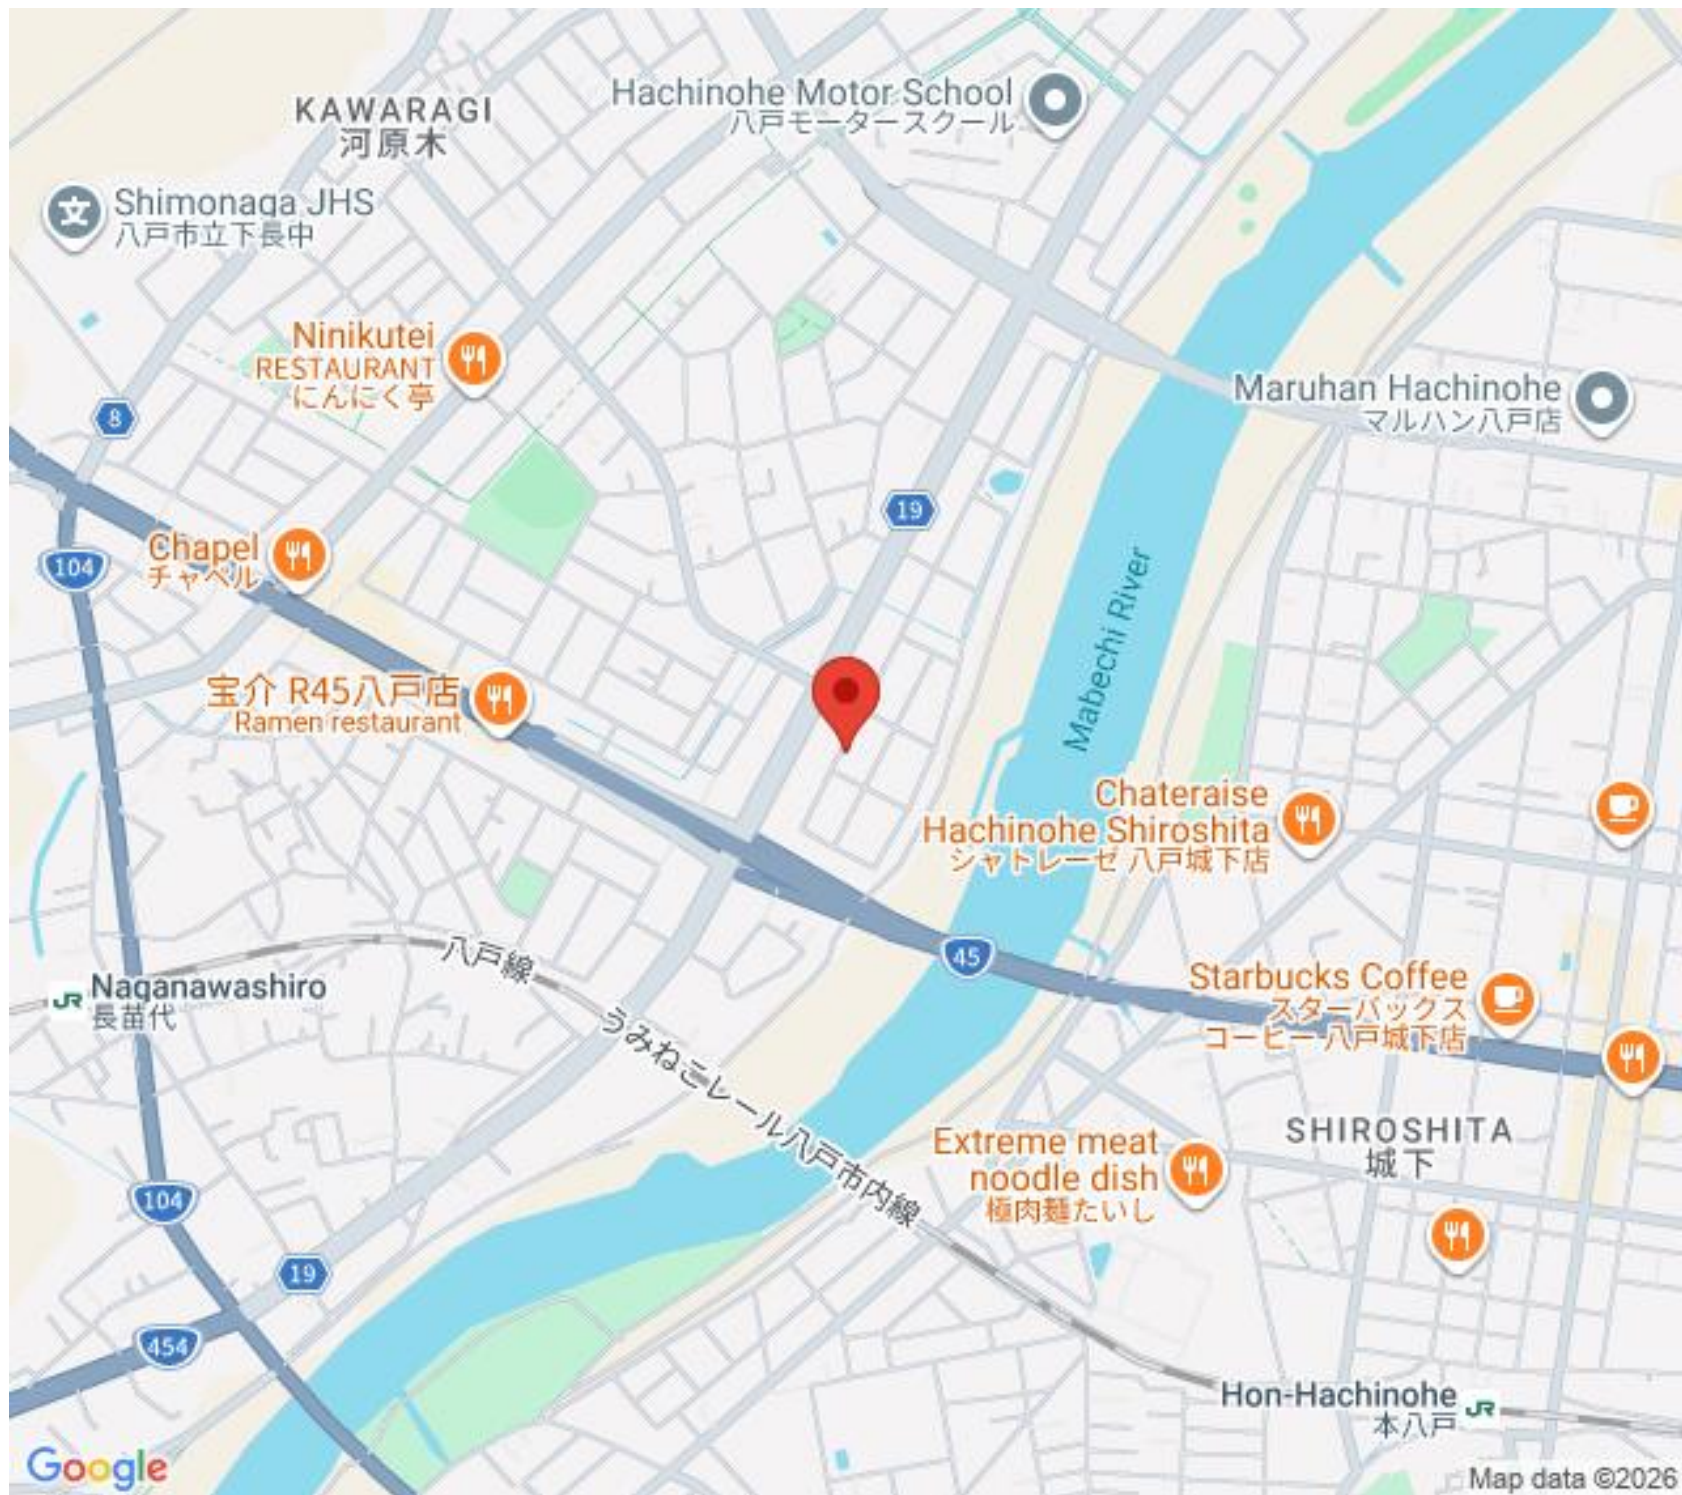 KAWARAGI
河原木
Hachinohe Motor School
八戸モータースクール
Shimonaga JHS
八戸市立下長中
Ninikutei
RESTAURANT
にんにく亭
8
Maruhan Hachinohe
マルハン八戸店
19
Chapel
チャペル
104
Mabechi River
宝介 R45八戸店
Ramen restaurant
Chateraise
Hachinohe Shiroshita
シャトレーゼ 八戸城下店
45
八戸線
Naganawashiro
長苗代
JR
Starbucks Coffee
スターバックス
コーヒー 八戸城下店
うみねこレール八戸市内線
SHIROSHITA
城下
Extreme meat
noodle dish
極肉麺たいし
104
19
454
Hon-Hachinohe
本八戸
JR
Google
Map data ©2026